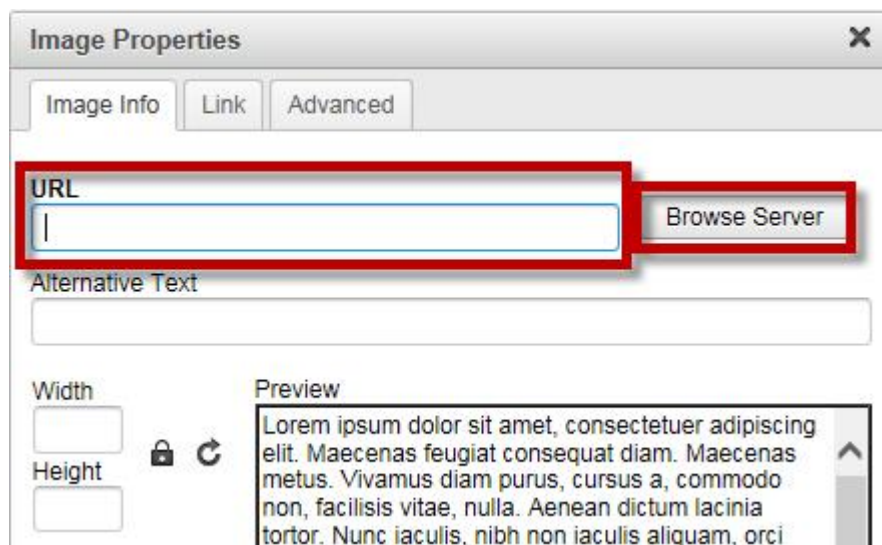 Image Properties
Image Info Link Advanced
URL
Browse Server
Alternative Text
Width
Preview
Lorem ipsum dolor sit amet, consectetuer adipiscing
elit. Maecenas feugiat consequat diam. Maecenas
metus. Vivamus diam purus, cursus a, commodo
non, facilisis vitae, nulla. Aenean dictum lacinia
tortor. Nunc iaculis, nibh non iaculis aliquam, orci
Height